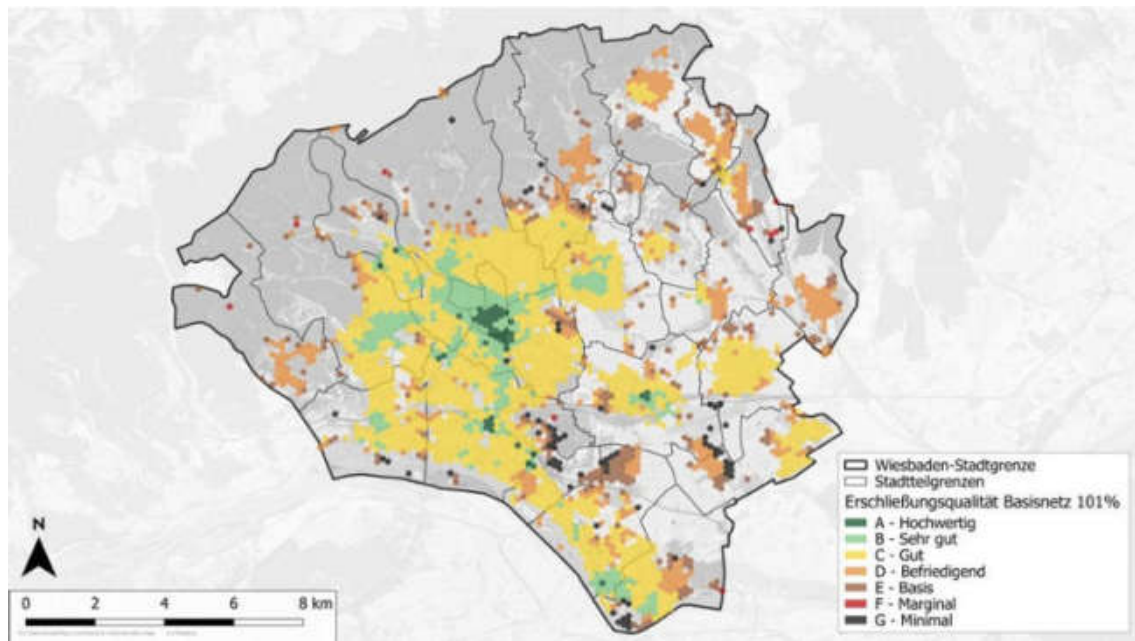 Wiesbaden-Stadtgrenze
Stadtteilgrenzen
Erschließungsqualität Basisnetz 101%
A - Hochwertig
B - Sehr gut
C - Gut
D - Befriedigend
E - Basis
F - Marginal
G - Minimal
N
0 2 4 6 8 km